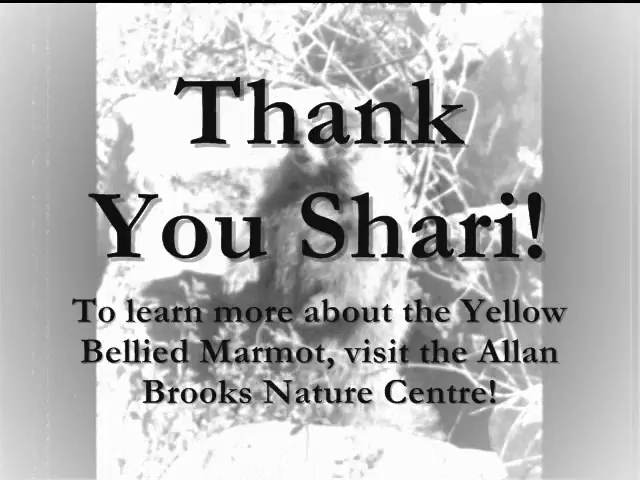 Thank
You Shari!
To learn more about the Yellow
Bellied Marmot, visit the Allan
Brooks Nature Centre!